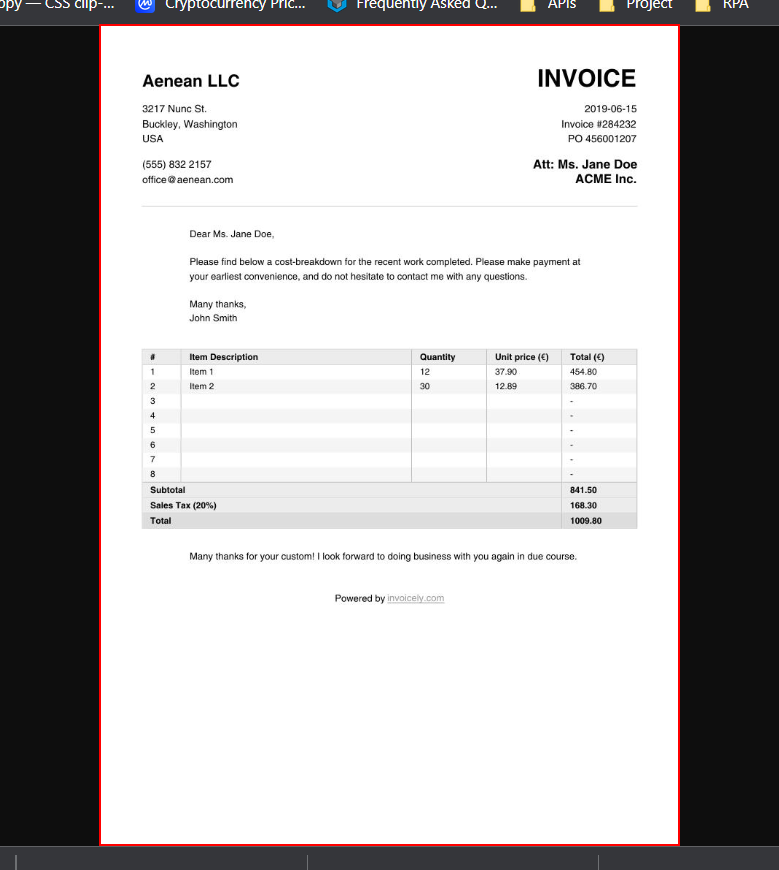 CSS clip-...
Cryptocurrency Pric...
Frequently Asked Q...
APIs
Project
RPA
Aenean LLC
INVOICE
3217 Nunc St.
2019-06-15
Buckley, Washington
Invoice #284232
USA
PO 456001207
(555) 832 2157
Att: Ms. Jane Doe
office@aenean.com
ACME Inc.
Dear Ms. Jane Doe,
Please find below a cost-breakdown for the recent work completed. Please make payment at
your earliest convenience, and do not hesitate to contact me with any questions.
Many thanks,
John Smith
# Item Description Quantity Unit price (€) Total (€)
1 Item 1 12 37.90 454.80
2 Item 2 30 12.89 386.70
3 -
4 -
5 -
6 -
7 -
8 -
Subtotal 841.50
Sales Tax (20%) 168.30
Total 1009.80
Many thanks for your custom! I look forward to doing business with you again in due course.
Powered by invoicely.com